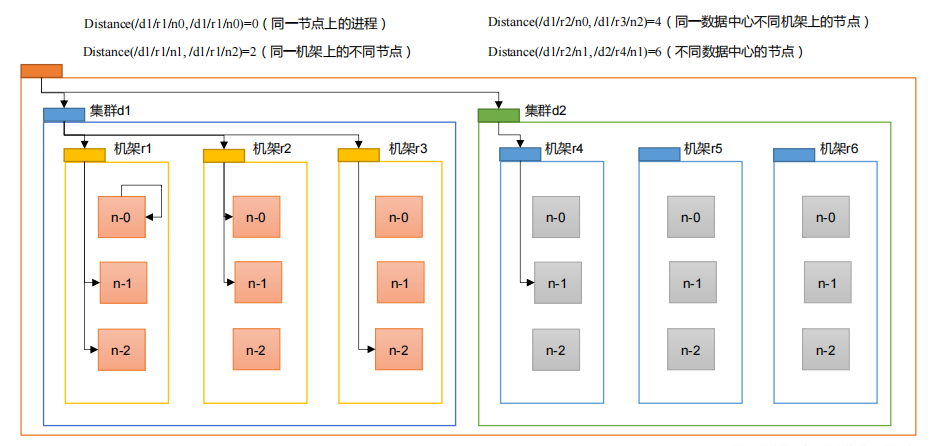 Distance(/d1/r1/n0, /d1/r1/n0)=0（同一节点上的进程）
Distance(/d1/r2/n0, /d1/r3/n2)=4（同一数据中心不同机架上的节点）
Distance(/d1/r1/n1, /d1/r1/n2)=2（同一机架上的不同节点）
Distance(/d1/r2/n1, /d2/r4/n1)=6（不同数据中心的节点）
集群d1
集群d2
机架r1
机架r2
机架r3
机架r4
机架r5
机架r6
n-0
n-0
n-0
n-0
n-0
n-0
n-1
n-1
n-1
n-1
n-1
n-1
n-2
n-2
n-2
n-2
n-2
n-2